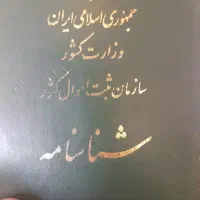 جمهوری اسلامی ایران
وزارت کشور
سازمان ثبت احوال کشور
شناسنامه